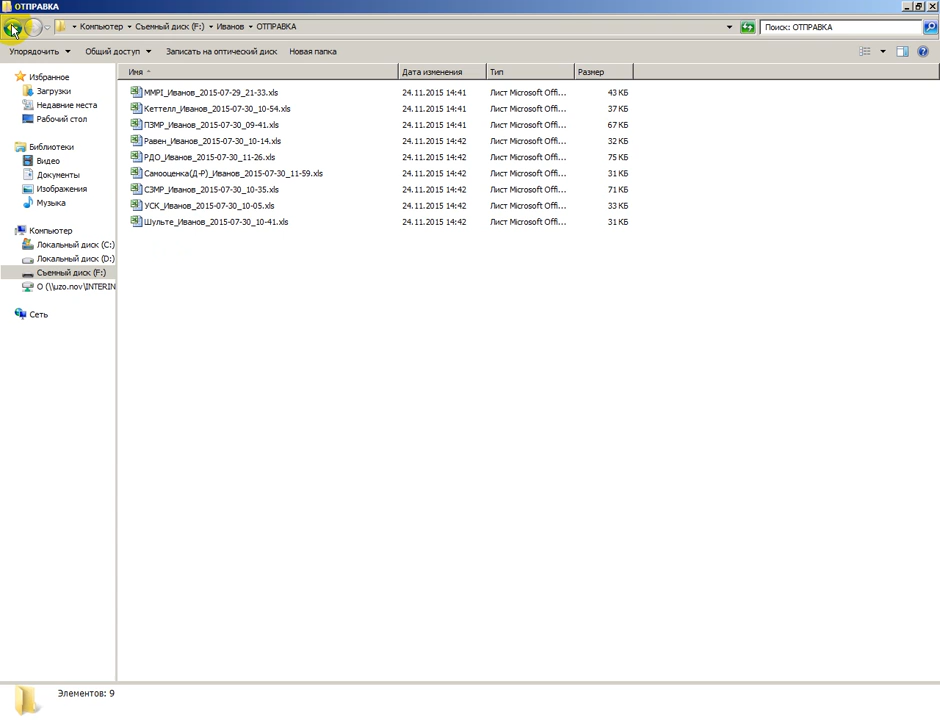 ОТПРАВКА
Компьютер Съемный диск (F:) Иванов ОТПРАВКА
Поиск: ОТПРАВКА
Упорядочить Общий доступ Записать на оптический диск Новая папка
Имя Дата изменения Тип Размер
Избранное
Загрузки
Недавние места
Рабочий стол
Библиотеки
Видео
Документы
Изображения
Музыка
Компьютер
Локальный диск (C:)
Локальный диск (D:)
Съемный диск (F:)
O (\\uzo.nov\INTERIN
Сеть
MMPI_Иванов_2015-07-29_21-33.xls 24.11.2015 14:41 Лист Microsoft Offi... 43 КБ
Кеттелл_Иванов_2015-07-30_10-54.xls 24.11.2015 14:41 Лист Microsoft Offi... 37 КБ
ПЗМР_Иванов_2015-07-30_09-41.xls 24.11.2015 14:41 Лист Microsoft Offi... 67 КБ
Равен_Иванов_2015-07-30_10-14.xls 24.11.2015 14:42 Лист Microsoft Offi... 32 КБ
РДО_Иванов_2015-07-30_11-26.xls 24.11.2015 14:42 Лист Microsoft Offi... 75 КБ
Самооценка(Д-Р)_Иванов_2015-07-30_11-59.xls 24.11.2015 14:42 Лист Microsoft Offi... 31 КБ
СЗМР_Иванов_2015-07-30_10-35.xls 24.11.2015 14:42 Лист Microsoft Offi... 71 КБ
УСК_Иванов_2015-07-30_10-05.xls 24.11.2015 14:42 Лист Microsoft Offi... 33 КБ
Шульте_Иванов_2015-07-30_10-41.xls 24.11.2015 14:42 Лист Microsoft Offi... 31 КБ
Элементов: 9